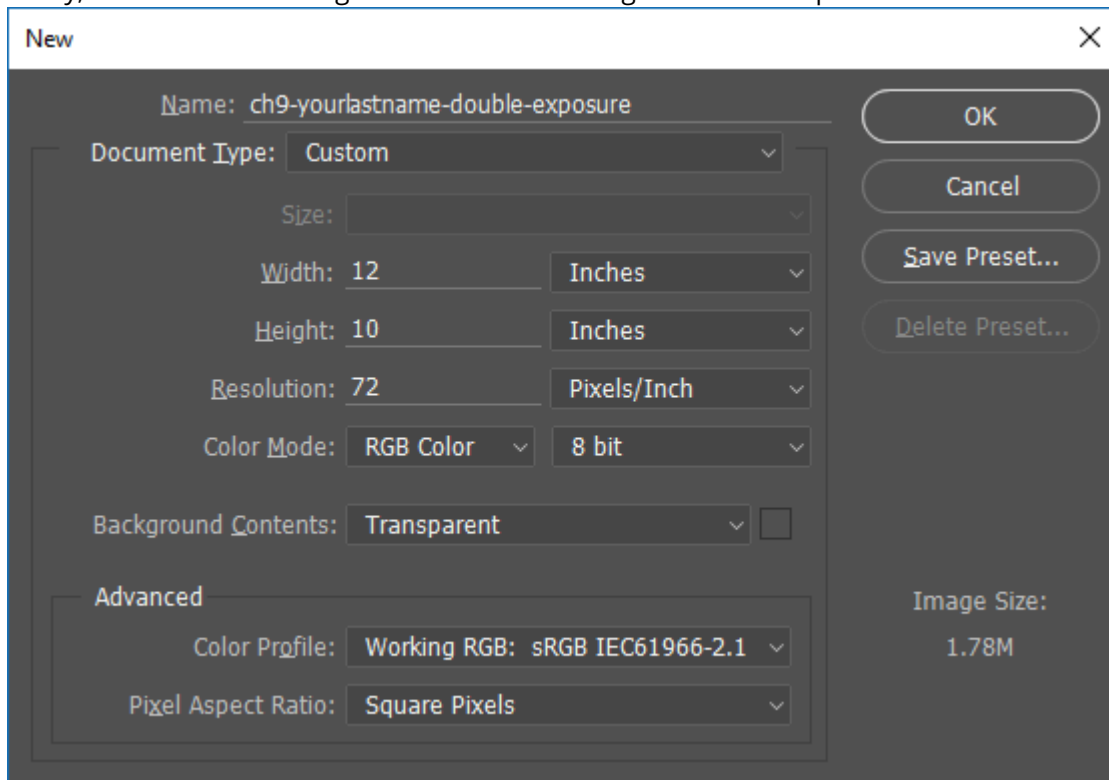 New
Name: ch9-yourlastname-double-exposure
OK
Document Type: Custom
Cancel
Size:
Width: 12 Inches
Save Preset...
Height: 10 Inches
Delete Preset...
Resolution: 72 Pixels/Inch
Color Mode: RGB Color 8 bit
Background Contents: Transparent
Advanced
Image Size:
Color Profile: Working RGB: sRGB IEC61966-2.1
1.78M
Pixel Aspect Ratio: Square Pixels